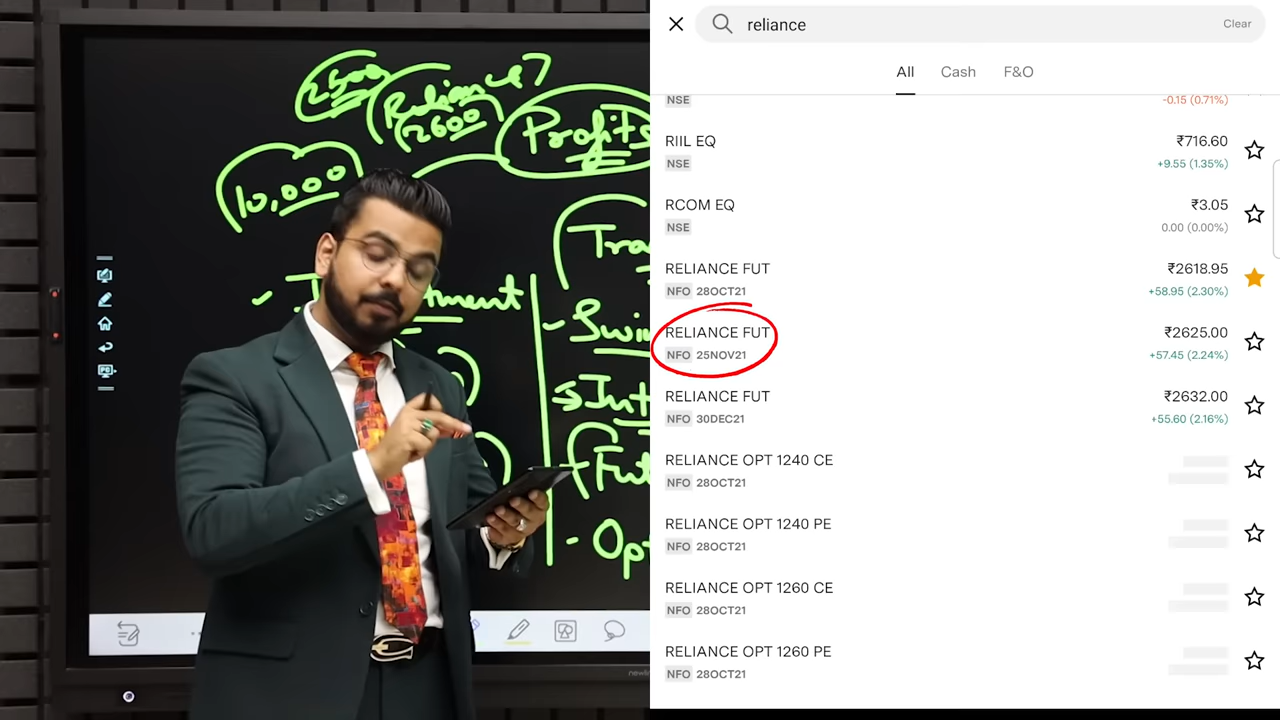 2500
Reliance
2600
Profits
10,000
reliance
Clear
All
Cash
F&O
NSE
-0.15 (0.71%)
RIIL EQ
₹716.60
NSE
+9.55 (1.35%)
RCOM EQ
₹3.05
NSE
0.00 (0.00%)
RELIANCE FUT
₹2618.95
NFO 28OCT21
+58.95 (2.30%)
RELIANCE FUT
₹2625.00
NFO 25NOV21
+57.45 (2.24%)
RELIANCE FUT
₹2632.00
NFO 30DEC21
+55.60 (2.16%)
RELIANCE OPT 1240 CE
NFO 28OCT21
RELIANCE OPT 1240 PE
NFO 28OCT21
RELIANCE OPT 1260 CE
NFO 28OCT21
RELIANCE OPT 1260 PE
NFO 28OCT21